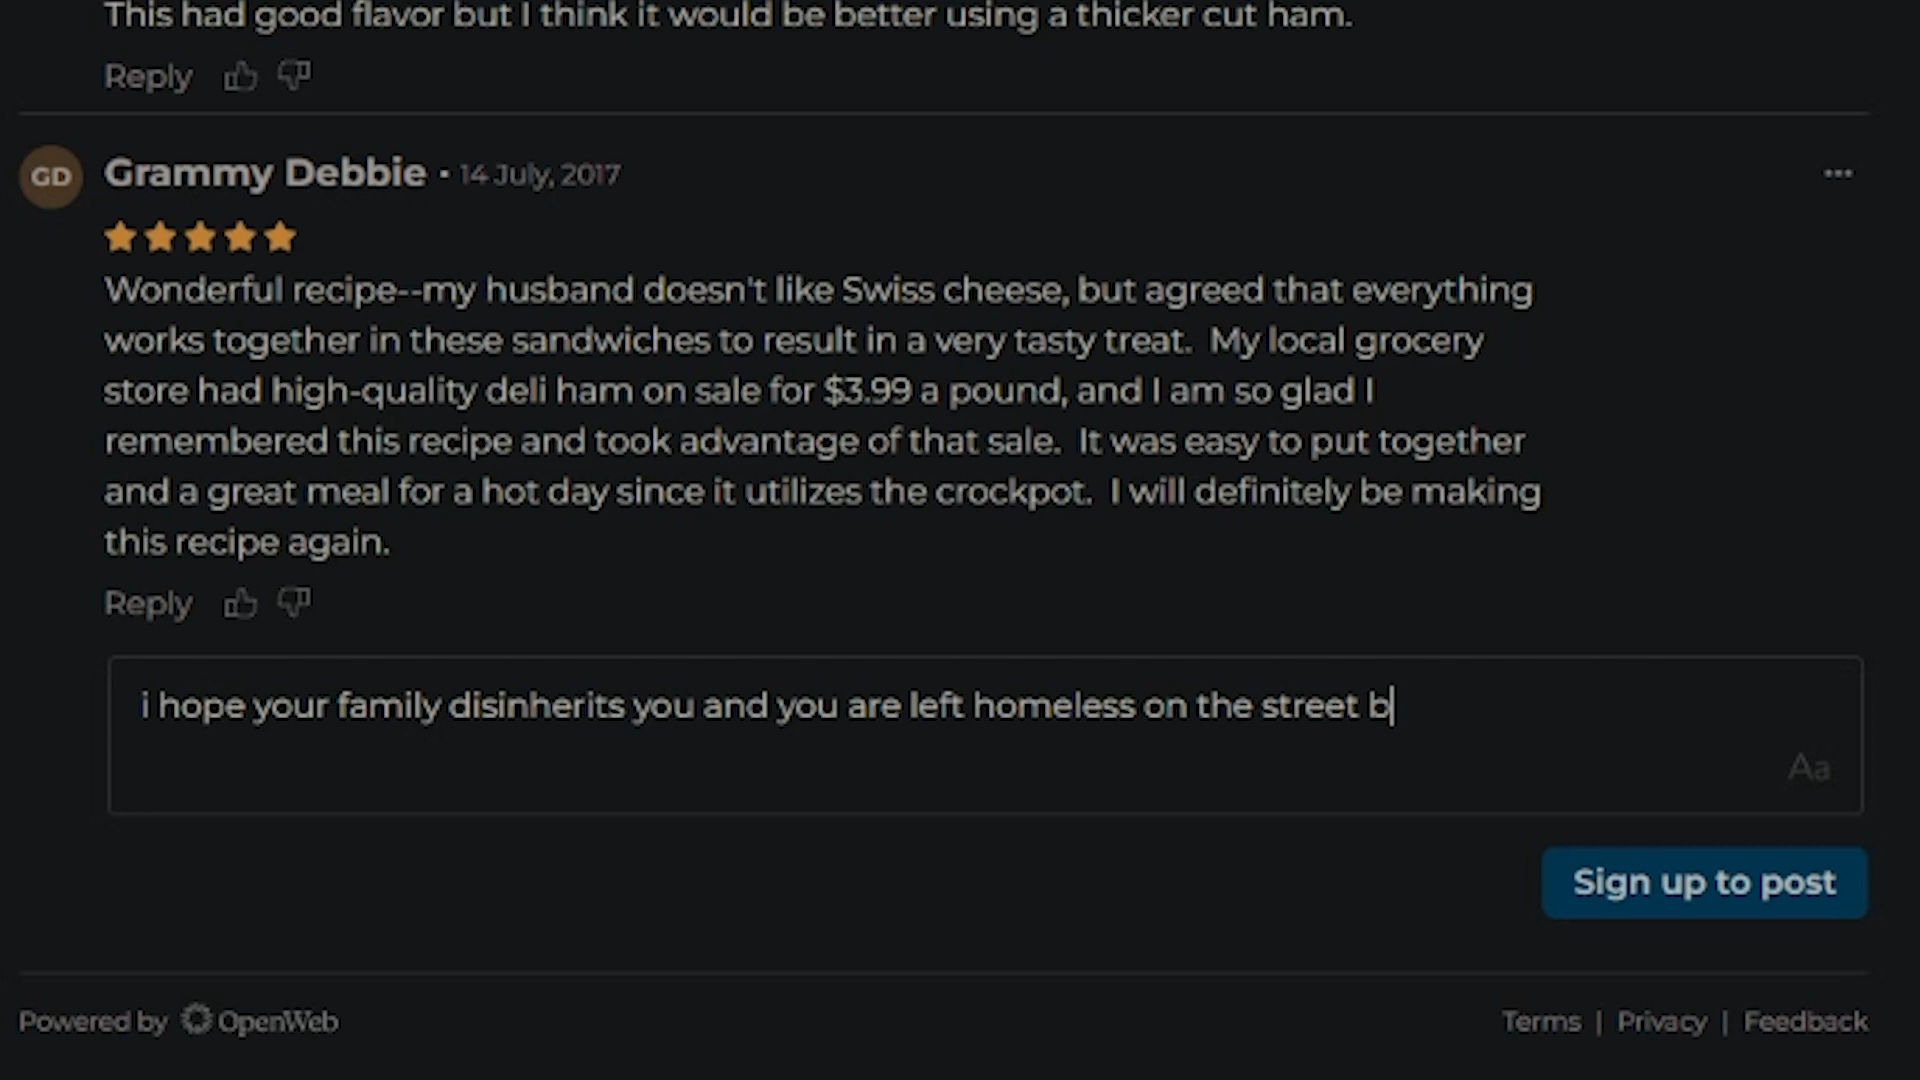 This had good flavor but I think it would be better using a thicker cut ham.
Reply
GD Grammy Debbie · 14 July, 2017 ...
Wonderful recipe--my husband doesn't like Swiss cheese, but agreed that everything
works together in these sandwiches to result in a very tasty treat.  My local grocery
store had high-quality deli ham on sale for $3.99 a pound, and I am so glad I
remembered this recipe and took advantage of that sale.  It was easy to put together
and a great meal for a hot day since it utilizes the crockpot.  I will definitely be making
this recipe again.
Reply
i hope your family disinherits you and you are left homeless on the street b
Aa
Sign up to post
Powered by OpenWeb
Terms | Privacy | Feedback